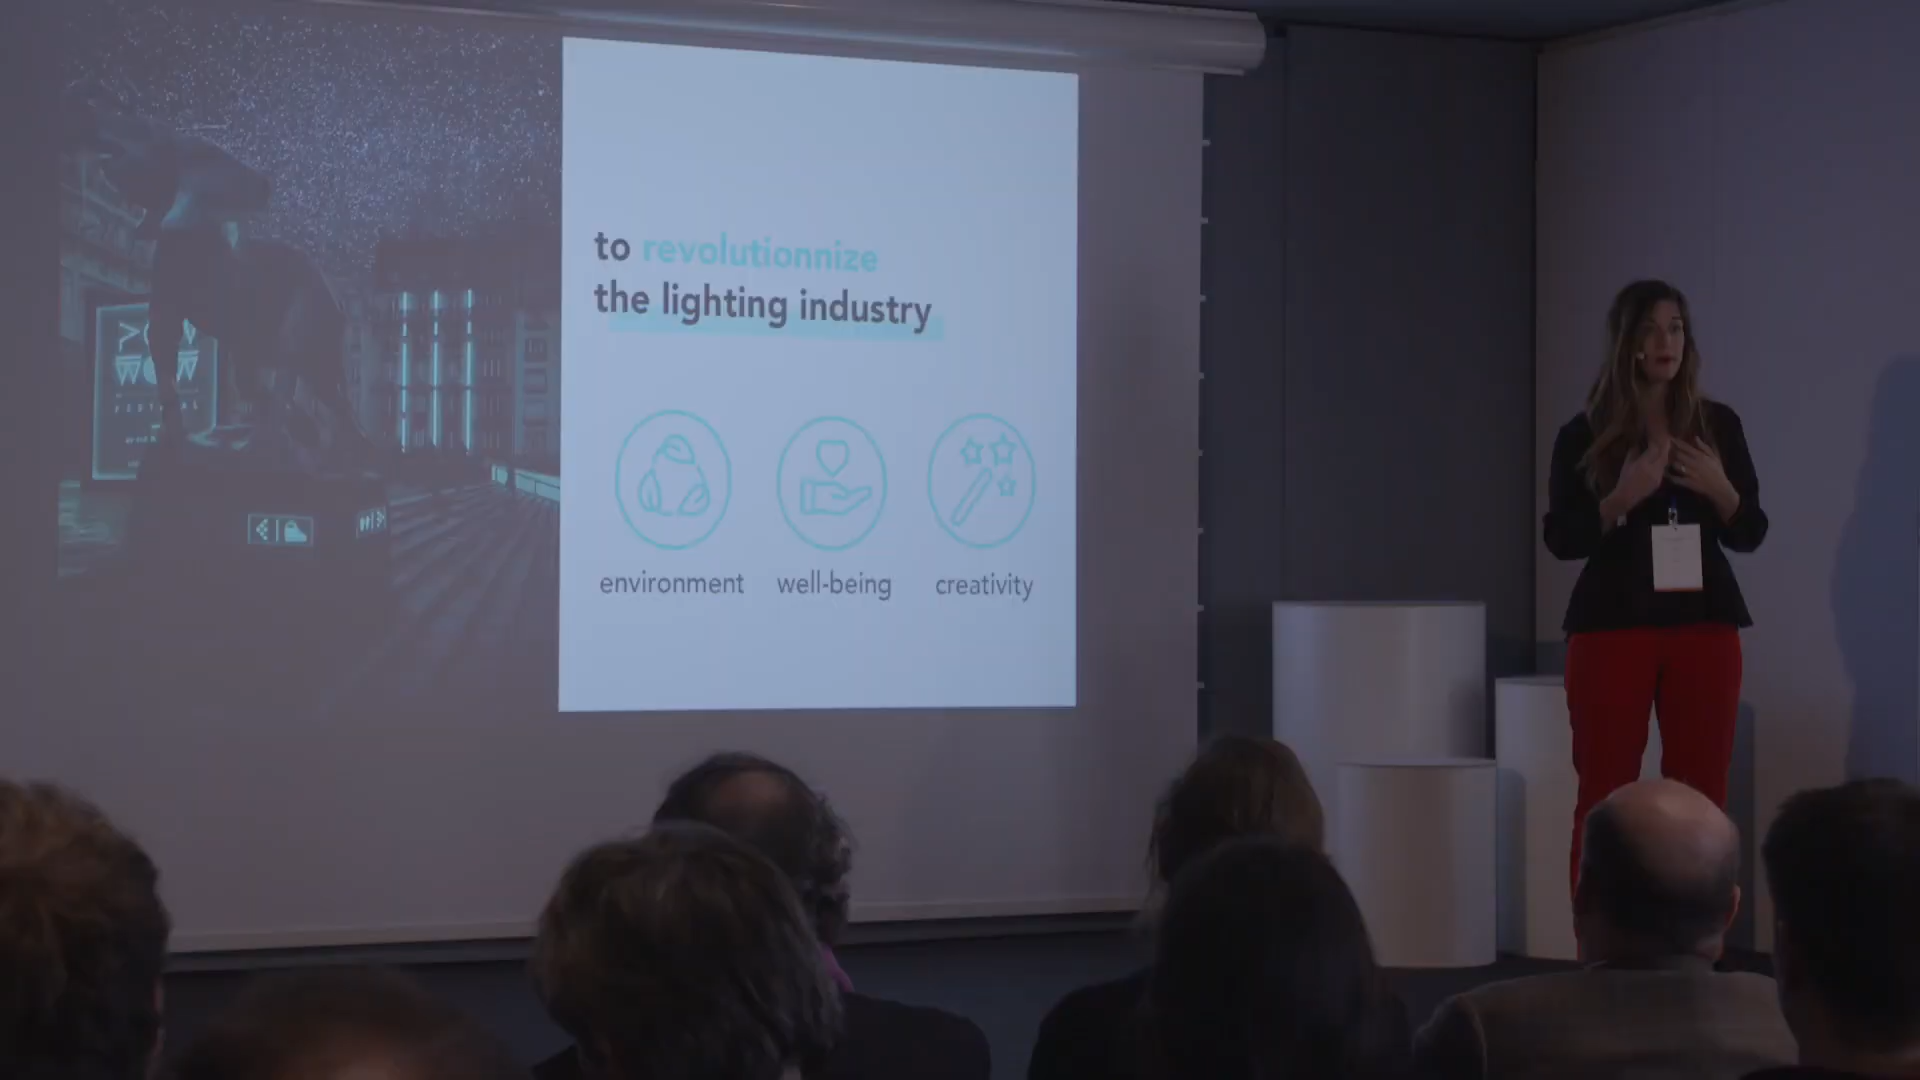 to revolutionnize
the lighting industry
environment
well-being
creativity